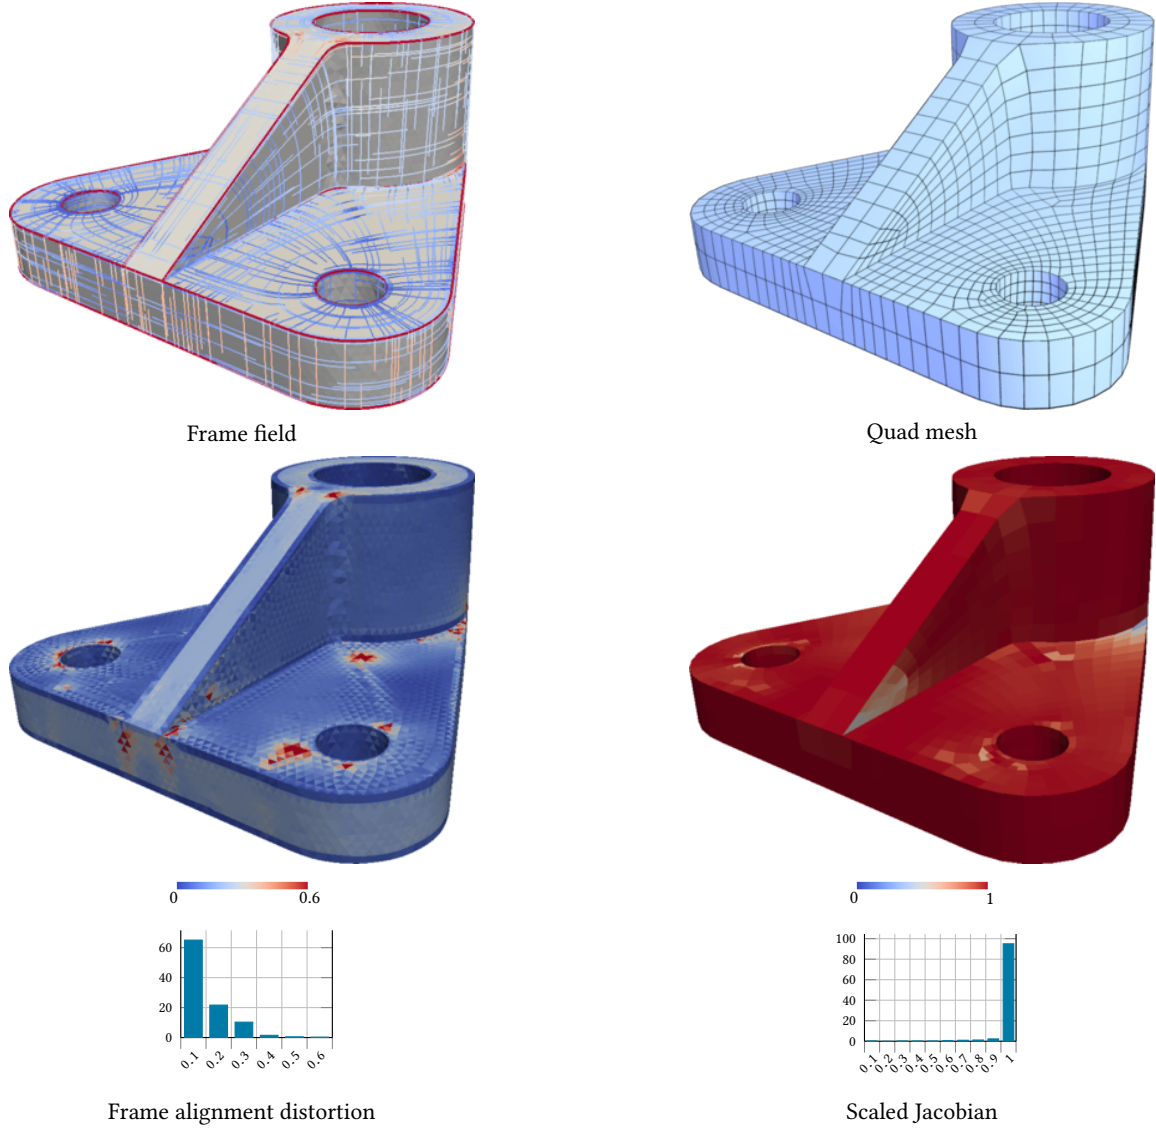 Frame field
Quad mesh
0 0.6
0 1
60
40
20
0
0.1 0.2 0.3 0.4 0.5 0.6
100
80
60
40
20
0
0.1 0.2 0.3 0.4 0.5 0.6 0.7 0.8 0.9 1
Frame alignment distortion
Scaled Jacobian